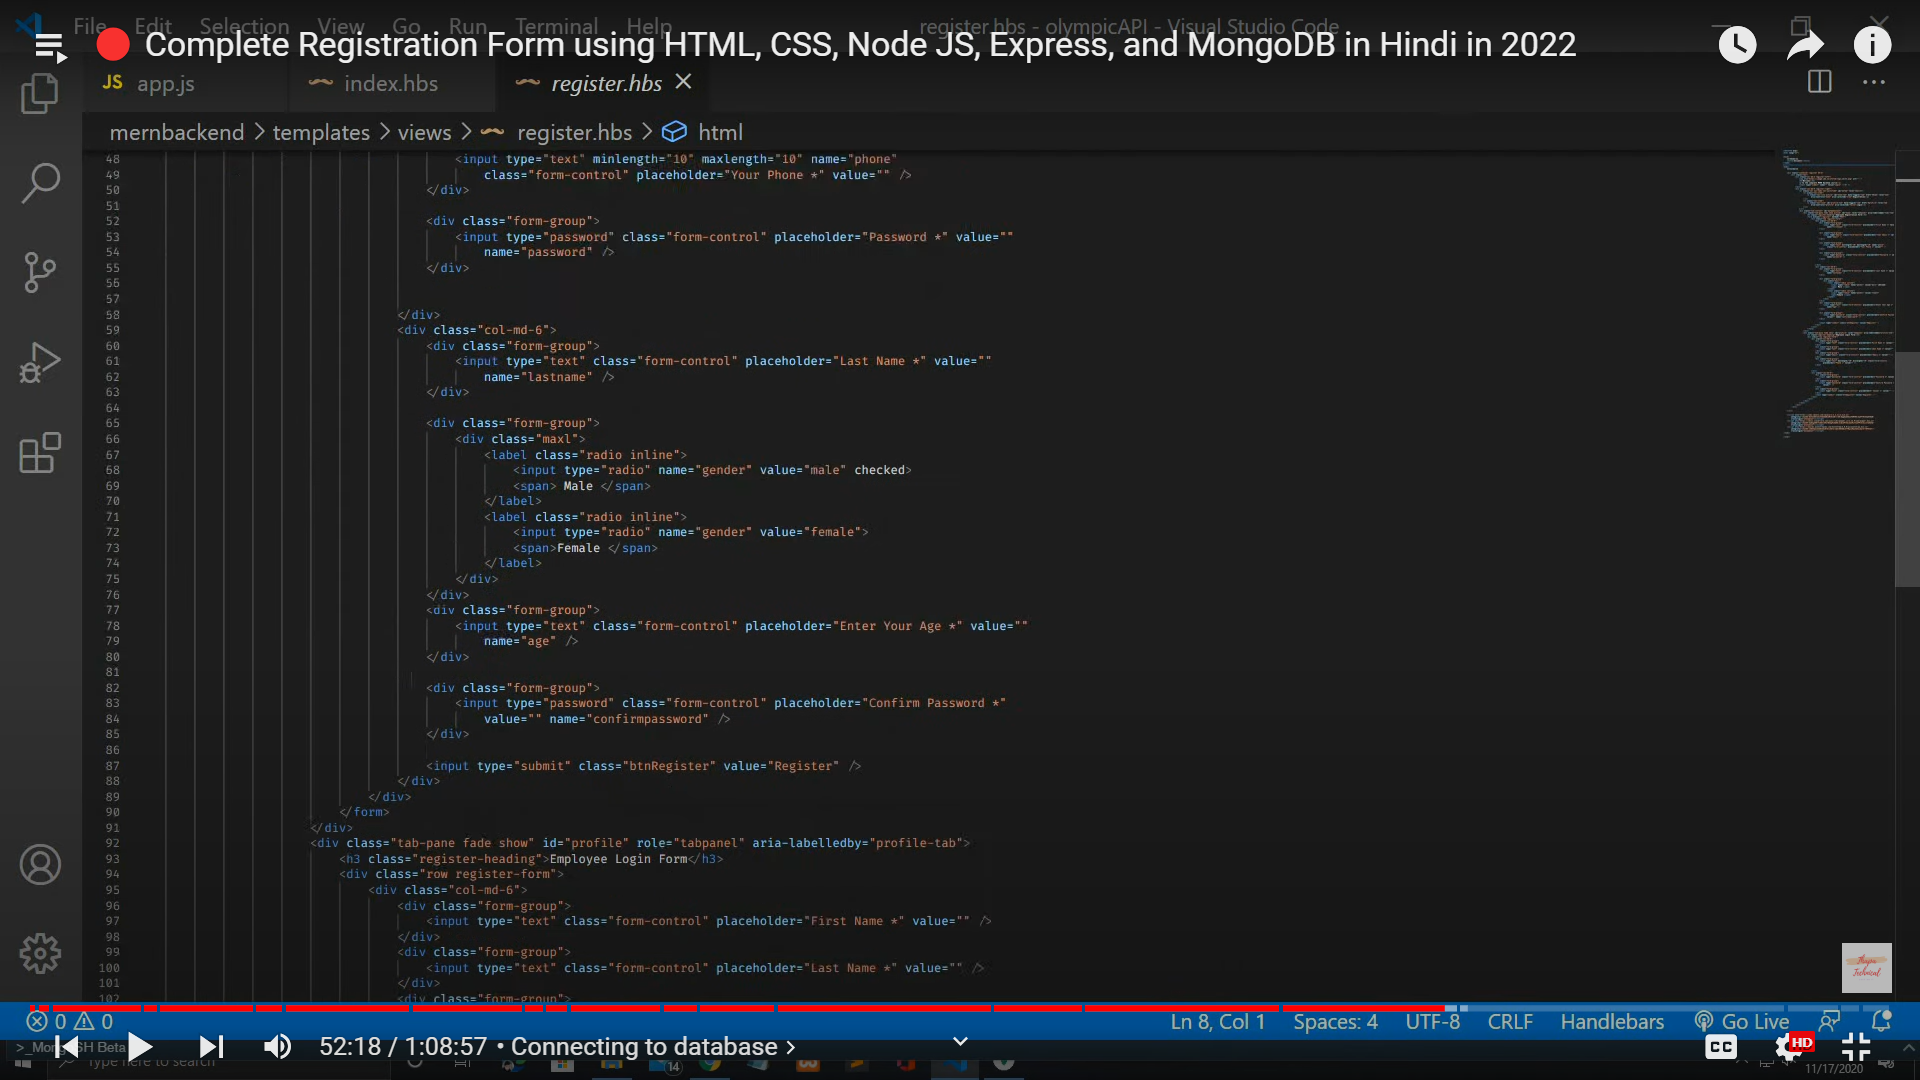 File Edit Selection View Go Run Terminal Help register.hbs - olympicAPI - Visual Studio Code
Complete Registration Form using HTML, CSS, Node JS, Express, and MongoDB in Hindi in 2022
JS app.js index.hbs register.hbs
mernbackend > templates > views > register.hbs > html
48 <input type="text" minlength="10" maxlength="10" name="phone"
49 class="form-control" placeholder="Your Phone *" value="" />
50 </div>
51
52 <div class="form-group">
53 <input type="password" class="form-control" placeholder="Password *" value=""
54 name="password" />
55 </div>
56
57
58 </div>
59 <div class="col-md-6">
60 <div class="form-group">
61 <input type="text" class="form-control" placeholder="Last Name *" value=""
62 name="lastname" />
63 </div>
64
65 <div class="form-group">
66 <div class="maxl">
67 <label class="radio inline">
68 <input type="radio" name="gender" value="male" checked>
69 <span> Male </span>
70 </label>
71 <label class="radio inline">
72 <input type="radio" name="gender" value="female">
73 <span>Female </span>
74 </label>
75 </div>
76 </div>
77 <div class="form-group">
78 <input type="text" class="form-control" placeholder="Enter Your Age *" value=""
79 name="age" />
80 </div>
81
82 <div class="form-group">
83 <input type="password" class="form-control" placeholder="Confirm Password *"
84 value="" name="confirmpassword" />
85 </div>
86
87 <input type="submit" class="btnRegister" value="Register" />
88 </div>
89 </div>
90 </form>
91 </div>
92 <div class="tab-pane fade show" id="profile" role="tabpanel" aria-labelledby="profile-tab">
93 <h3 class="register-heading">Employee Login Form</h3>
94 <div class="row register-form">
95 <div class="col-md-6">
96 <div class="form-group">
97 <input type="text" class="form-control" placeholder="First Name *" value="" />
98 </div>
99 <div class="form-group">
100 <input type="text" class="form-control" placeholder="Last Name *" value="" />
101 </div>
102 <div class="form-group">
Thapa
Technical
0 0 Ln 8, Col 1 Spaces: 4 UTF-8 CRLF Handlebars Go Live
52:18 / 1:08:57 • Connecting to database >
CC HD
Type here to search 14 11/17/2020